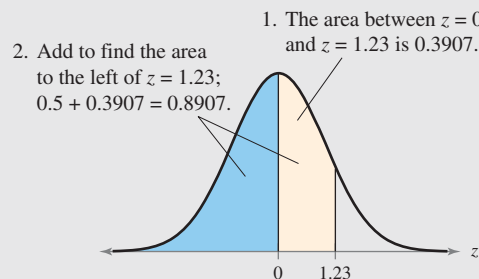 1. The area between z = 0
and z = 1.23 is 0.3907.
2. Add to find the area
to the left of z = 1.23;
0.5 + 0.3907 = 0.8907.
z
0 1.23